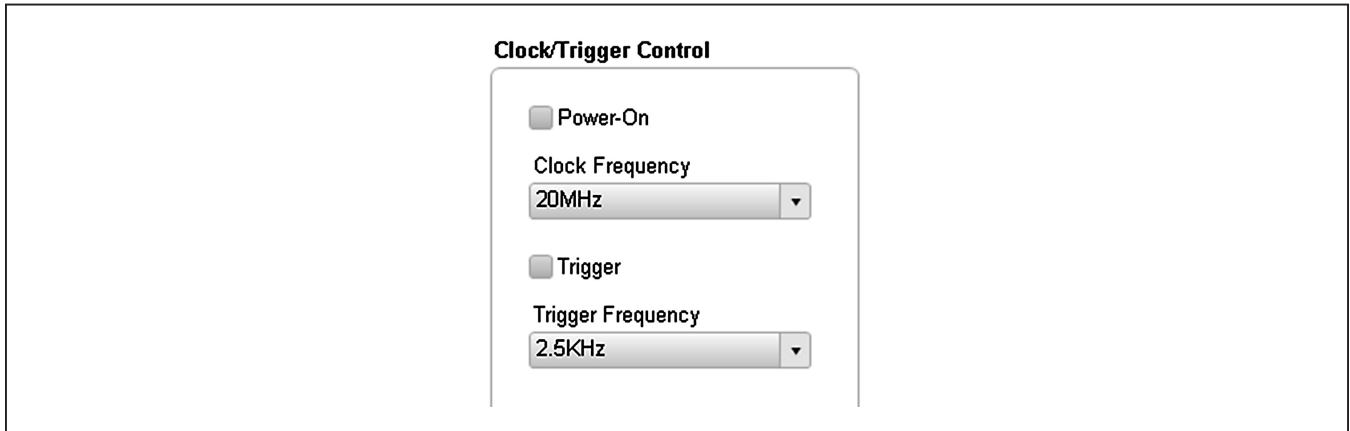 Clock/Trigger Control
Power-On
Clock Frequency
20MHz
Trigger
Trigger Frequency
2.5KHz